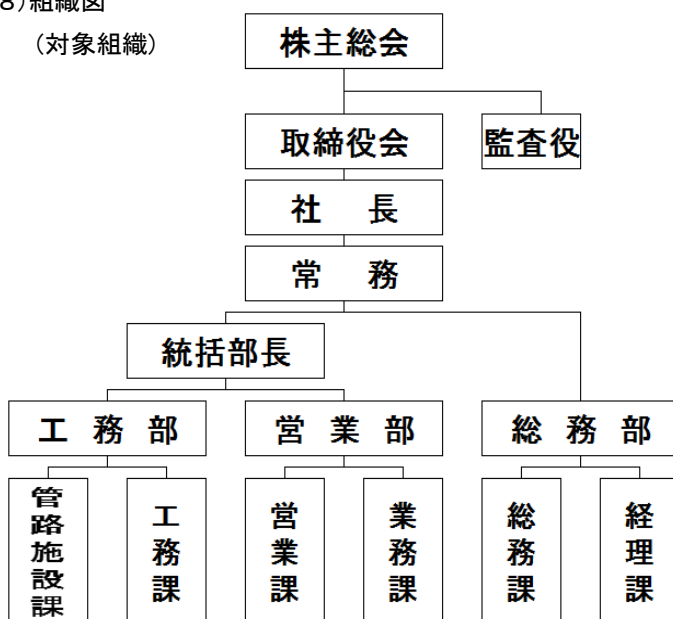 8)組織図
(対象組織)
株主総会
取締役会
監査役
社 長
常 務
統括部長
工 務 部
営 業 部
総 務 部
管路施設課
工務課
営業課
業務課
総務課
経理課